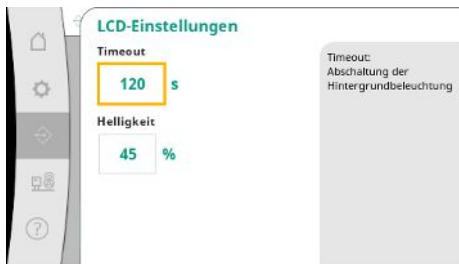 LCD-Einstellungen
Timeout
120 s
Helligkeit
45 %
Timeout:
Abschaltung der
Hintergrundbeleuchtung